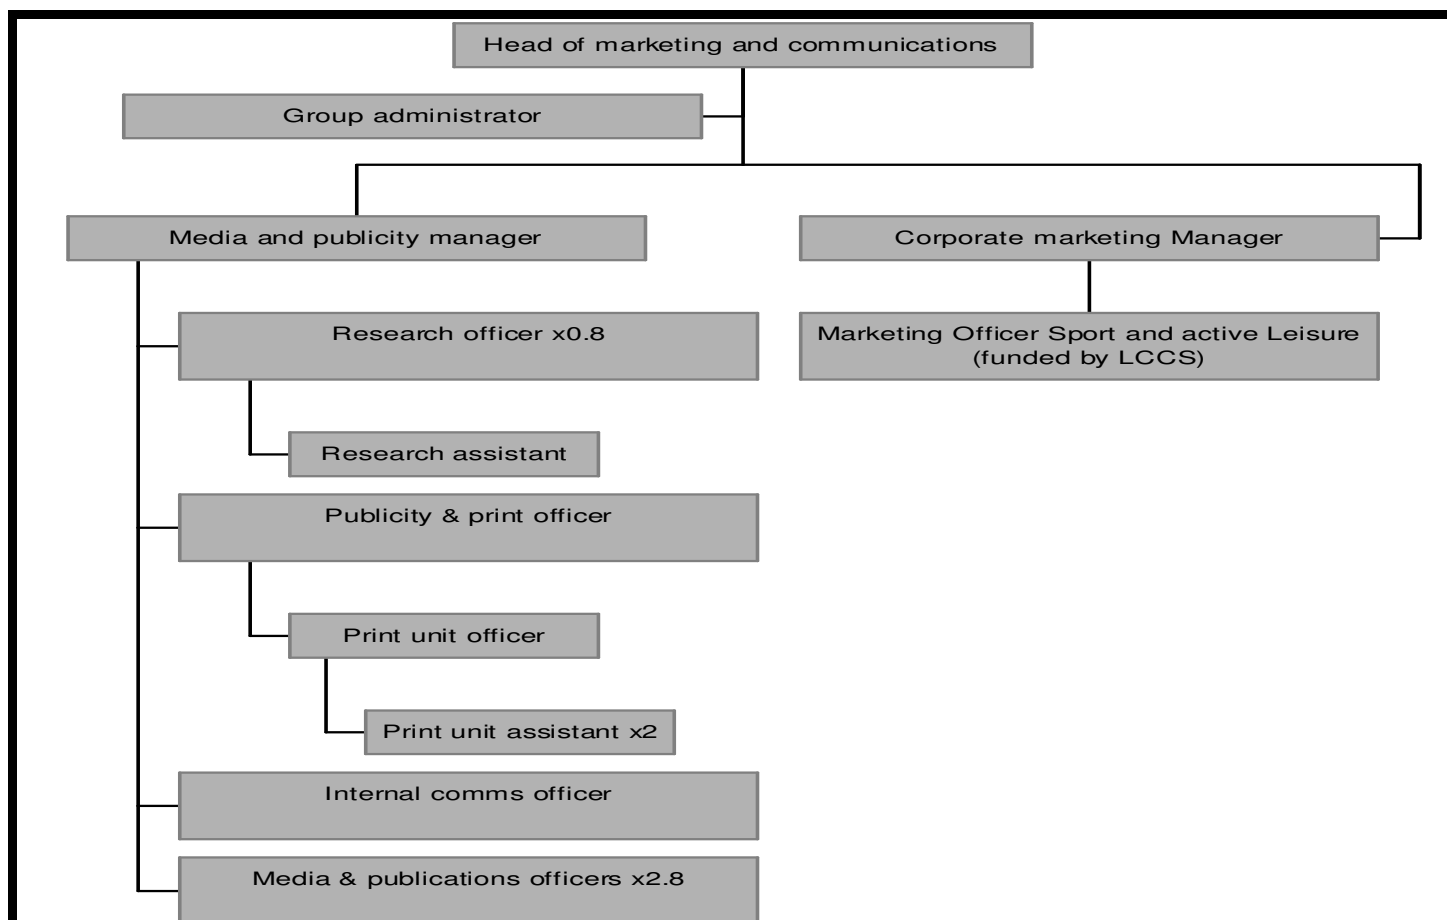 Head of marketing and communications
Group administrator
Media and publicity manager
Corporate marketing Manager
Research officer x0.8
Marketing Officer Sport and active Leisure
(funded by LCCS)
Research assistant
Publicity & print officer
Print unit officer
Print unit assistant x2
Internal comms officer
Media & publications officers x2.8